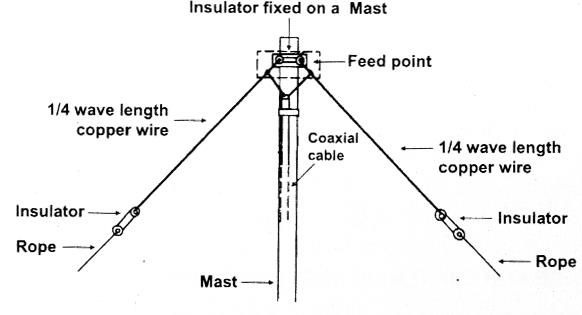 Insulator fixed on a Mast
Feed point
1/4 wave length
copper wire
Coaxial
cable
1/4 wave length
copper wire
Insulator
Insulator
Rope
Rope
Mast